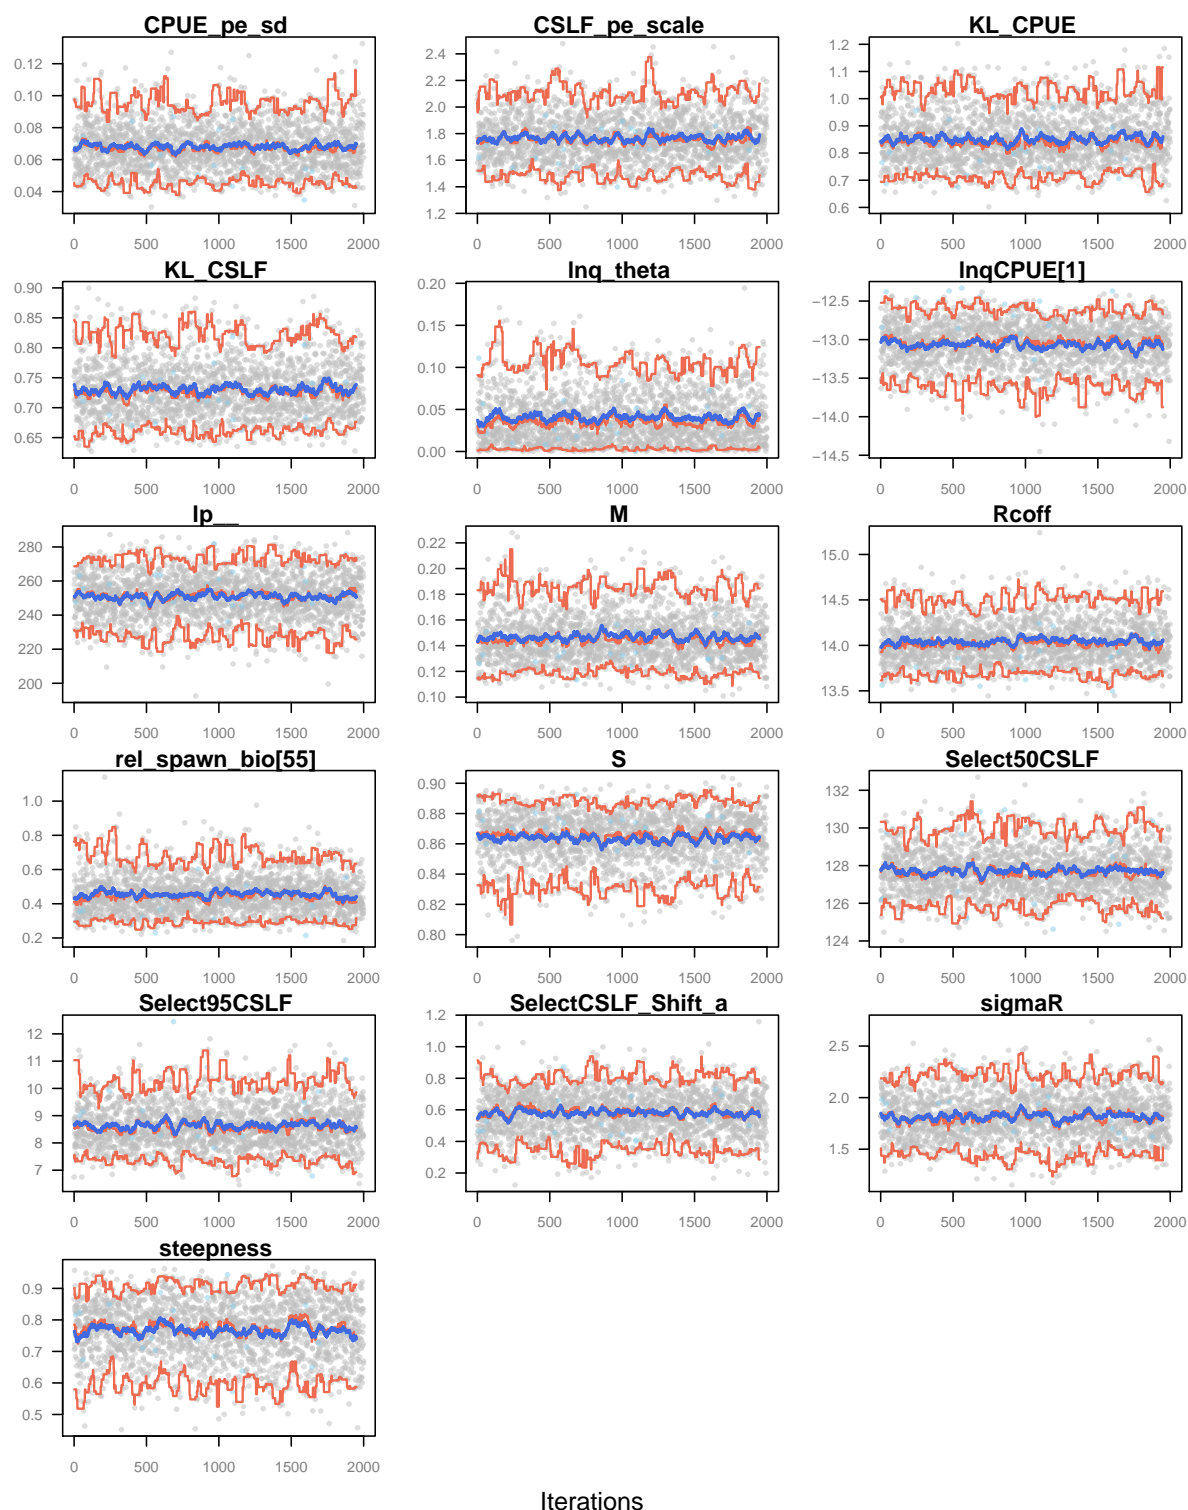 CPUE_pe_sd CSLF_pe_scale KL_CPUE
0.12 0.10 0.08 0.06 0.04
2.4 2.2 2.0 1.8 1.6 1.4 1.2
1.2 1.1 1.0 0.9 0.8 0.7 0.6
0 500 1000 1500 2000 0 500 1000 1500 2000 0 500 1000 1500 2000
KL_CSLF lnq_theta lnqCPUE[1]
0.90 0.85 0.80 0.75 0.70 0.65
0.20 0.15 0.10 0.05 0.00
−12.5 −13.0 −13.5 −14.0 −14.5
0 500 1000 1500 2000 0 500 1000 1500 2000 0 500 1000 1500 2000
lp__ M Rcoff
280 260 240 220 200
0.22 0.20 0.18 0.16 0.14 0.12 0.10
15.0 14.5 14.0 13.5
0 500 1000 1500 2000 0 500 1000 1500 2000 0 500 1000 1500 2000
rel_spawn_bio[55] S Select50CSLF
1.0 0.8 0.6 0.4 0.2
0.90 0.88 0.86 0.84 0.82 0.80
132 130 128 126 124
0 500 1000 1500 2000 0 500 1000 1500 2000 0 500 1000 1500 2000
Select95CSLF SelectCSLF_Shift_a sigmaR
12 11 10 9 8 7
1.2 1.0 0.8 0.6 0.4 0.2
2.5 2.0 1.5
0 500 1000 1500 2000 0 500 1000 1500 2000 0 500 1000 1500 2000
steepness
0.9 0.8 0.7 0.6 0.5
0 500 1000 1500 2000
Iterations